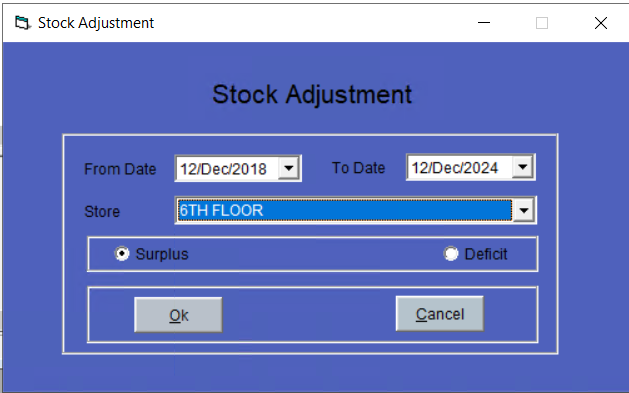 Stock Adjustment
Stock Adjustment
From Date 12/Dec/2018 To Date 12/Dec/2024
Store 6TH FLOOR
Surplus Deficit
Ok Cancel